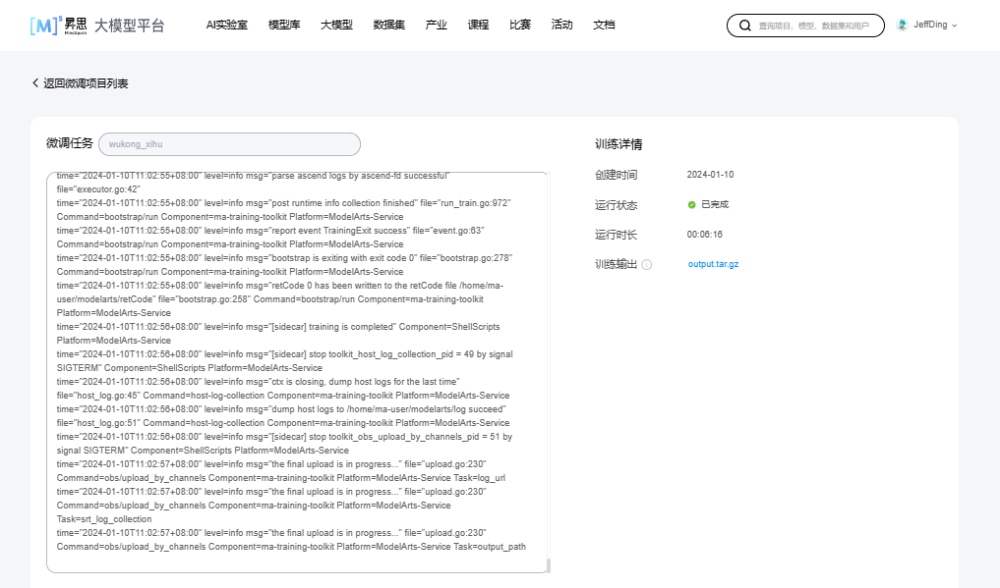 [M]s 昇思 MindSpore 大模型平台 AI实验室 模型库 大模型 数据集 产业 课程 比赛 活动 文档 查询项目、模型、数据集和用户 JeffDing
返回微调项目列表
微调任务 wukong_xihu
time="2024-01-10T11:02:55+08:00" level=info msg="parse ascend logs by ascend-fd successful"
file="executor.go:42"
time="2024-01-10T11:02:55+08:00" level=info msg="post runtime info collection finished" file="run_train.go:972"
Command=bootstrap/run Component=ma-training-toolkit Platform=ModelArts-Service
time="2024-01-10T11:02:55+08:00" level=info msg="report event TrainingExit success" file="event.go:63"
Command=bootstrap/run Component=ma-training-toolkit Platform=ModelArts-Service
time="2024-01-10T11:02:55+08:00" level=info msg="bootstrap is exiting with exit code 0" file="bootstrap.go:278"
Command=bootstrap/run Component=ma-training-toolkit Platform=ModelArts-Service
time="2024-01-10T11:02:55+08:00" level=info msg="retCode 0 has been written to the retCode file /home/ma-
user/modelarts/retCode" file="bootstrap.go:258" Command=bootstrap/run Component=ma-training-toolkit
Platform=ModelArts-Service
time="2024-01-10T11:02:56+08:00" level=info msg="[sidecar] training is completed" Component=ShellScripts
Platform=ModelArts-Service
time="2024-01-10T11:02:56+08:00" level=info msg="[sidecar] stop toolkit_host_log_collection_pid = 49 by signal
SIGTERM" Component=ShellScripts Platform=ModelArts-Service
time="2024-01-10T11:02:56+08:00" level=info msg="ctx is closing, dump host logs for the last time"
file="host_log.go:45" Command=host-log-collection Component=ma-training-toolkit Platform=ModelArts-Service
time="2024-01-10T11:02:56+08:00" level=info msg="dump host logs to /home/ma-user/modelarts/log succeed"
file="host_log.go:51" Command=host-log-collection Component=ma-training-toolkit Platform=ModelArts-Service
time="2024-01-10T11:02:56+08:00" level=info msg="[sidecar] stop toolkit_obs_upload_by_channels_pid = 51 by
signal SIGTERM" Component=ShellScripts Platform=ModelArts-Service
time="2024-01-10T11:02:57+08:00" level=info msg="the final upload is in progress..." file="upload.go:230"
Command=obs/upload_by_channels Component=ma-training-toolkit Platform=ModelArts-Service Task=log_url
time="2024-01-10T11:02:57+08:00" level=info msg="the final upload is in progress..." file="upload.go:230"
Command=obs/upload_by_channels Component=ma-training-toolkit Platform=ModelArts-Service
Task=srt_log_collection
time="2024-01-10T11:02:57+08:00" level=info msg="the final upload is in progress..." file="upload.go:230"
Command=obs/upload_by_channels Component=ma-training-toolkit Platform=ModelArts-Service Task=output_path
训练详情
创建时间 2024-01-10
运行状态 已完成
运行时长 00:06:16
训练输出 output.tar.gz